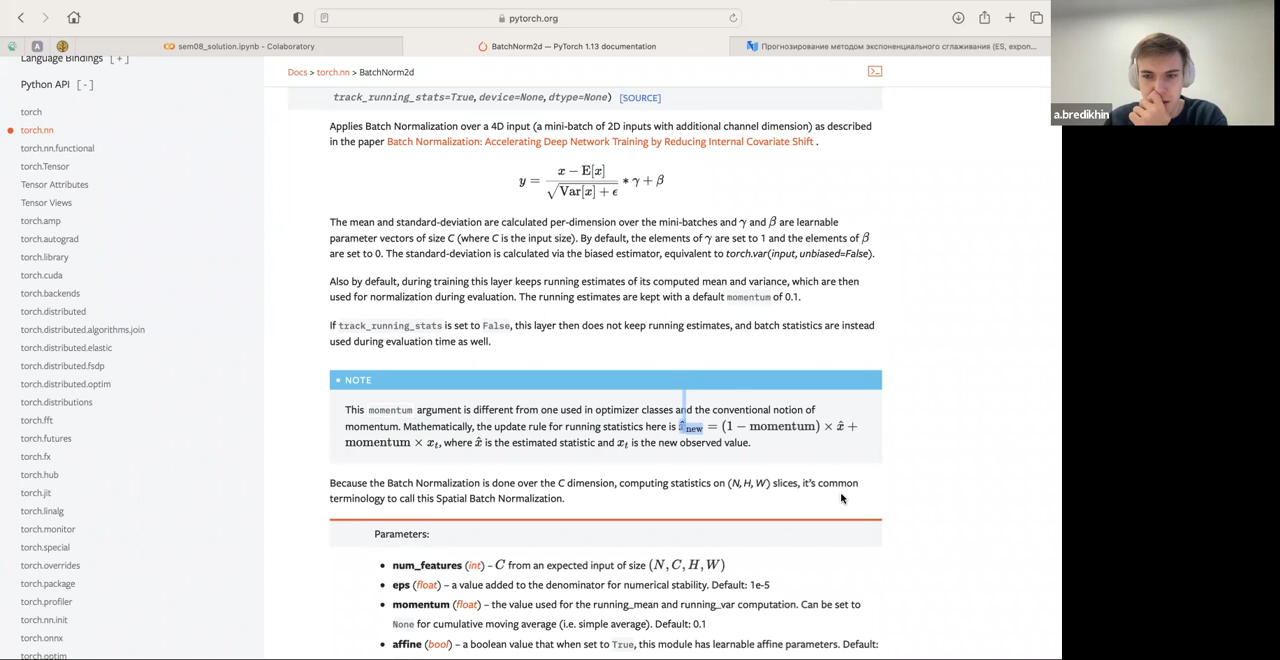 pytorch.org
sem08_solution.ipynb - Colaboratory
BatchNorm2d — PyTorch 1.13 documentation
Прогнозирование методом экспоненциального сглаживания (ES, expon...
a.bredikhin
Language Bindings [ + ]
Python API [ - ]
torch
torch.nn
torch.nn.functional
torch.Tensor
Tensor Attributes
Tensor Views
torch.amp
torch.autograd
torch.library
torch.cuda
torch.backends
torch.distributed
torch.distributed.algorithms.join
torch.distributed.elastic
torch.distributed.fsdp
torch.distributed.optim
torch.distributions
torch.fft
torch.futures
torch.fx
torch.hub
torch.jit
torch.linalg
torch.monitor
torch.special
torch.overrides
torch.package
torch.profiler
torch.nn.init
torch.onnx
torch.optim
Docs > torch.nn > BatchNorm2d
track_running_stats=True, device=None, dtype=None) [SOURCE]
Applies Batch Normalization over a 4D input (a mini-batch of 2D inputs with additional channel dimension) as described
in the paper Batch Normalization: Accelerating Deep Network Training by Reducing Internal Covariate Shift .
y = (x − E[x]) / √(Var[x] + ϵ) ∗ γ + β
The mean and standard-deviation are calculated per-dimension over the mini-batches and γ and β are learnable
parameter vectors of size C (where C is the input size). By default, the elements of γ are set to 1 and the elements of β
are set to 0. The standard-deviation is calculated via the biased estimator, equivalent to torch.var(input, unbiased=False).
Also by default, during training this layer keeps running estimates of its computed mean and variance, which are then
used for normalization during evaluation. The running estimates are kept with a default momentum of 0.1.
If track_running_stats is set to False, this layer then does not keep running estimates, and batch statistics are instead
used during evaluation time as well.
NOTE
This momentum argument is different from one used in optimizer classes and the conventional notion of
momentum. Mathematically, the update rule for running statistics here is x̂new = (1 − momentum) × x̂ +
momentum × xt, where x̂ is the estimated statistic and xt is the new observed value.
Because the Batch Normalization is done over the C dimension, computing statistics on (N, H, W) slices, it's common
terminology to call this Spatial Batch Normalization.
Parameters:
• num_features (int) – C from an expected input of size (N, C, H, W)
• eps (float) – a value added to the denominator for numerical stability. Default: 1e-5
• momentum (float) – the value used for the running_mean and running_var computation. Can be set to
None for cumulative moving average (i.e. simple average). Default: 0.1
• affine (bool) – a boolean value that when set to True, this module has learnable affine parameters. Default: